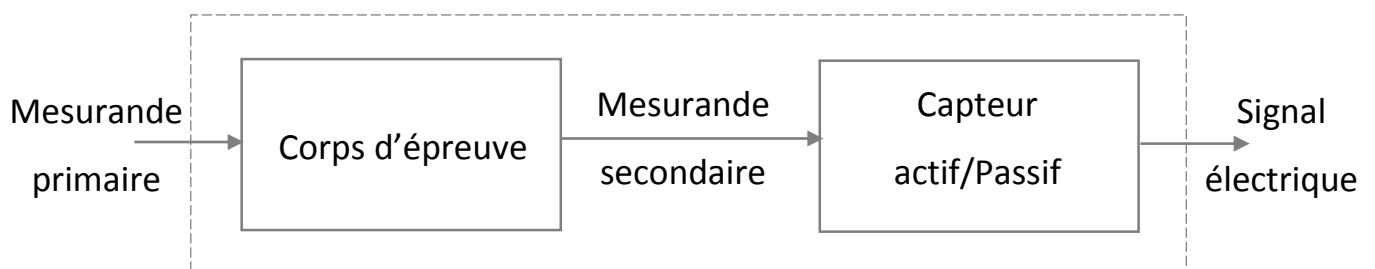 Mesurande
primaire
Corps d’épreuve
Mesurande
secondaire
Capteur
actif/Passif
Signal
électrique